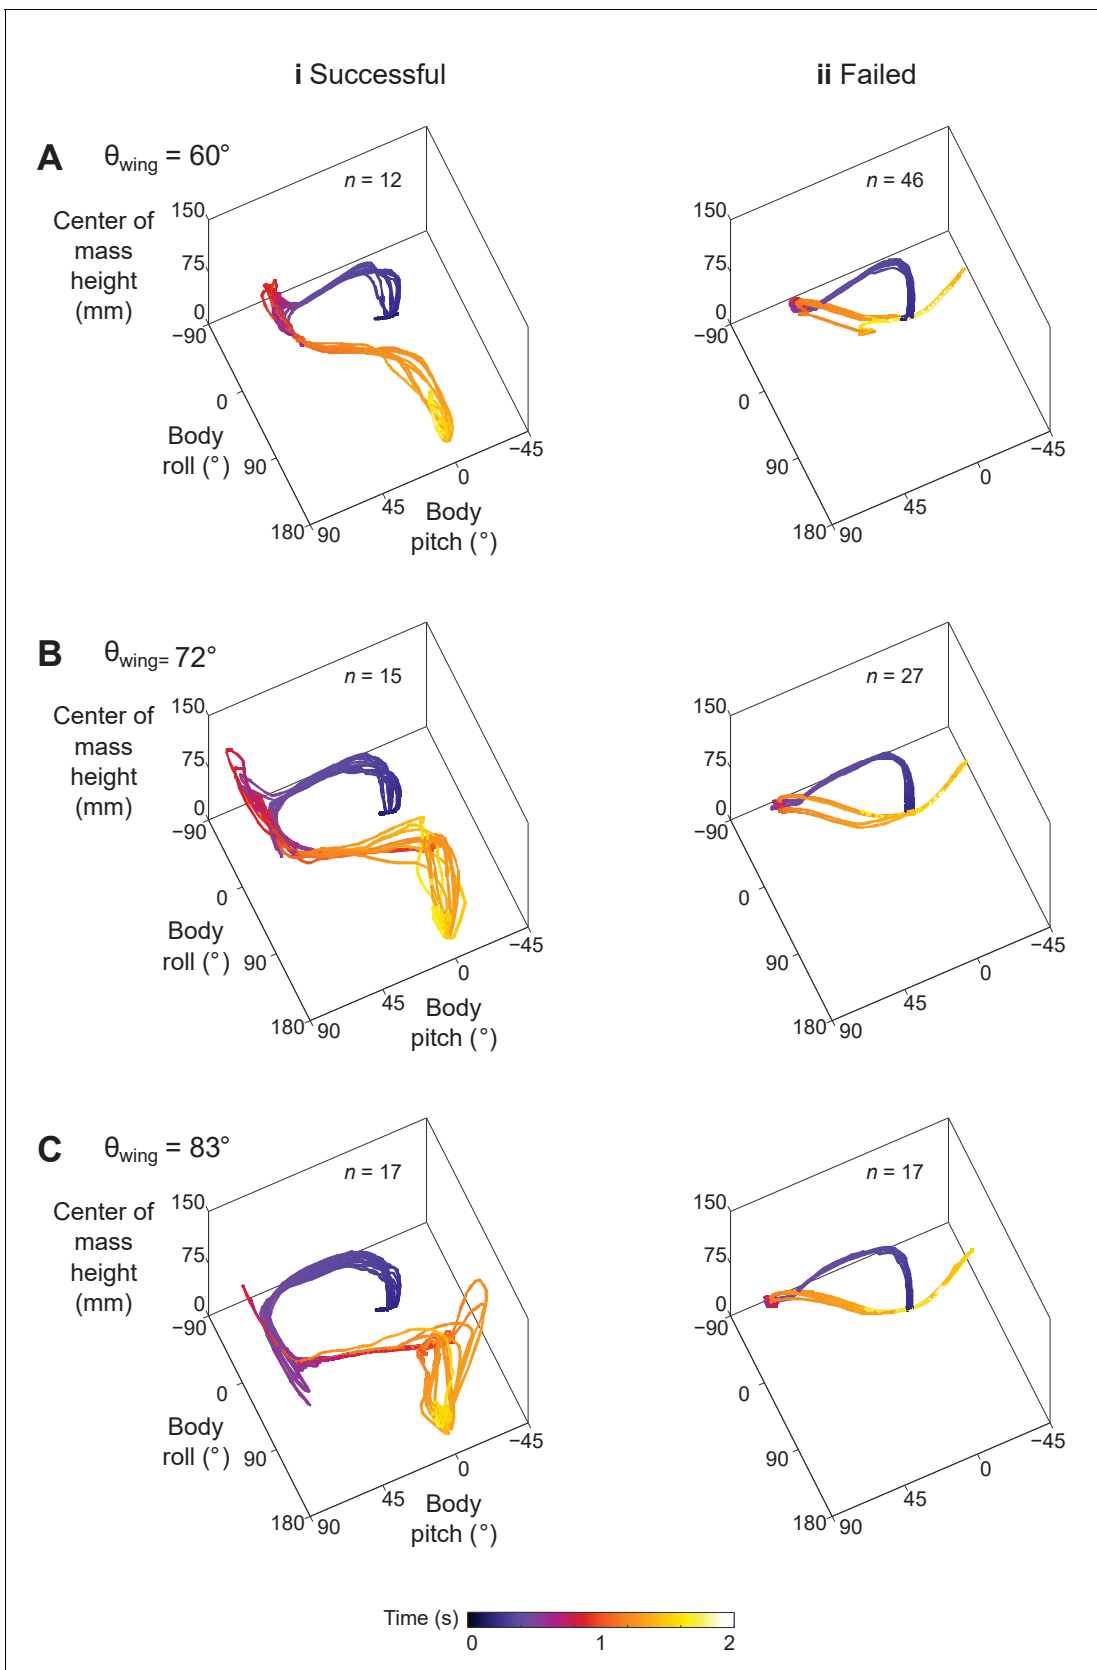 i Successful
ii Failed
A θwing = 60°
n = 12
n = 46
Center of
mass
height
(mm)
150
75
0
−90
0
90
180
Body
roll (°)
90
45
0
−45
Body
pitch (°)
150
75
0
−90
0
90
180
90
45
0
−45
B θwing= 72°
n = 15
n = 27
Center of
mass
height
(mm)
150
75
0
−90
0
90
180
Body
roll (°)
90
45
0
−45
Body
pitch (°)
150
75
0
−90
0
90
180
90
45
0
−45
C θwing = 83°
n = 17
n = 17
Center of
mass
height
(mm)
150
75
0
−90
0
90
180
Body
roll (°)
90
45
0
−45
Body
pitch (°)
150
75
0
−90
0
90
180
90
45
0
−45
Time (s)
0 1 2